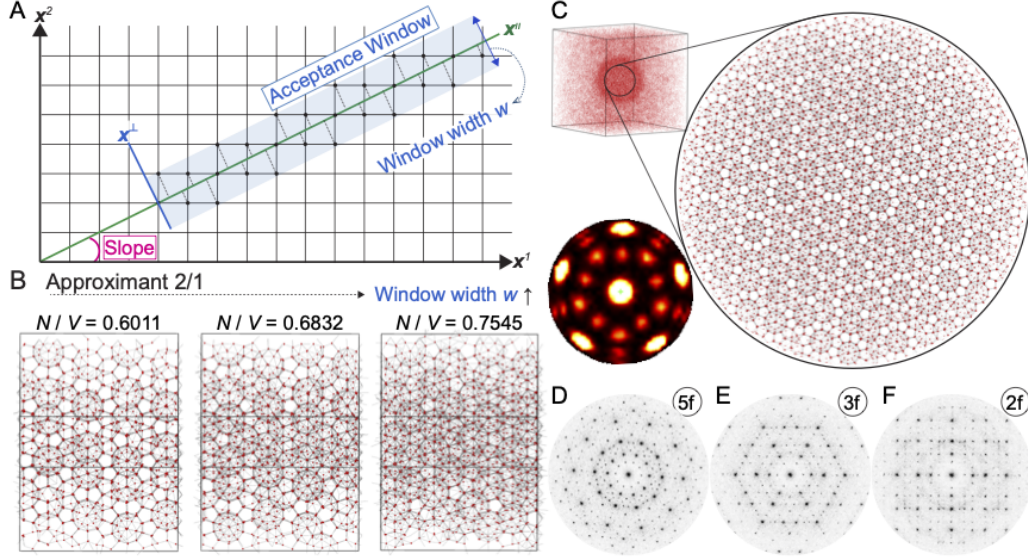 A
x²
x‖
Acceptance Window
Window width w
x⊥
Slope
x¹
B
Approximant 2/1
Window width w ↑
N / V = 0.6011
N / V = 0.6832
N / V = 0.7545
C
D
5f
E
3f
F
2f